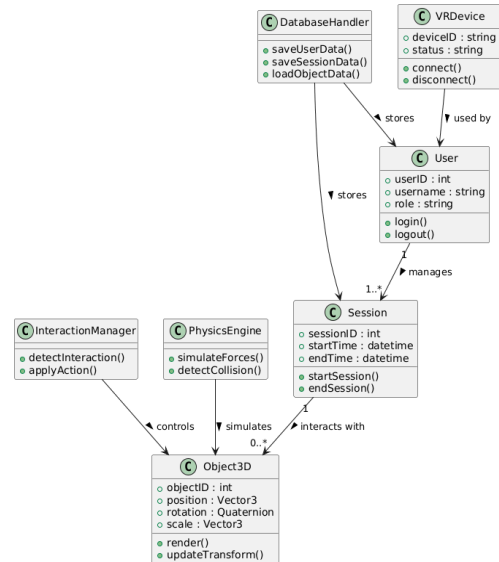 C DatabaseHandler
saveUserData()
saveSessionData()
loadObjectData()
C VRDevice
deviceID : string
status : string
connect()
disconnect()
stores
used by
C User
userID : int
username : string
role : string
login()
logout()
stores
1
manages
1..*
C Session
sessionID : int
startTime : datetime
endTime : datetime
startSession()
endSession()
C InteractionManager
detectInteraction()
applyAction()
C PhysicsEngine
simulateForces()
detectCollision()
1
controls
simulates
interacts with
0..*
C Object3D
objectID : int
position : Vector3
rotation : Quaternion
scale : Vector3
render()
updateTransform()